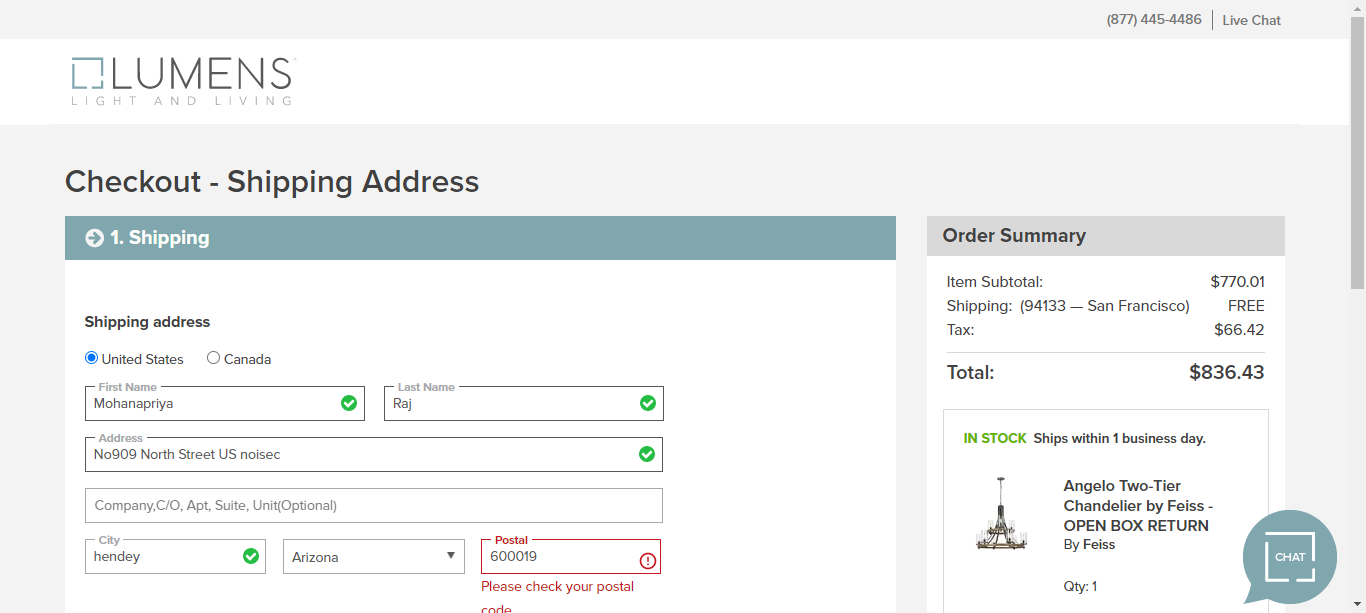 (877) 445-4486 Live Chat
LUMENS
LIGHT AND LIVING
Checkout - Shipping Address
1. Shipping
Shipping address
United States Canada
First Name Last Name
Mohanapriya Raj
Address
No909 North Street US noisec
Company,C/O, Apt, Suite, Unit(Optional)
City Postal
hendey Arizona 600019
Please check your postal
code
Order Summary
Item Subtotal: $770.01
Shipping: (94133 — San Francisco) FREE
Tax: $66.42
Total: $836.43
IN STOCK Ships within 1 business day.
Angelo Two-Tier
Chandelier by Feiss -
OPEN BOX RETURN
By Feiss
Qty: 1
CHAT